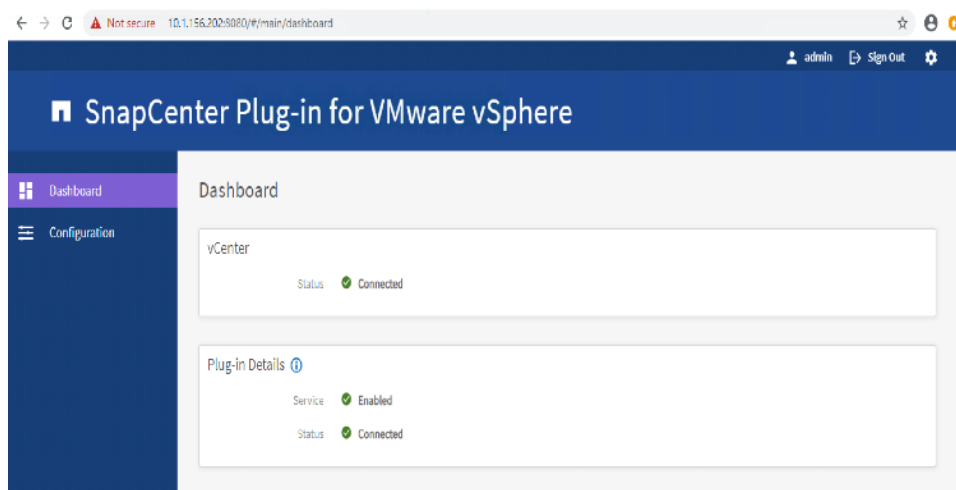 Not secure 10.1.156.202:8080/#/main/dashboard
admin Sign Out
SnapCenter Plug-in for VMware vSphere
Dashboard
Configuration
Dashboard
vCenter
Status Connected
Plug-in Details
Service Enabled
Status Connected